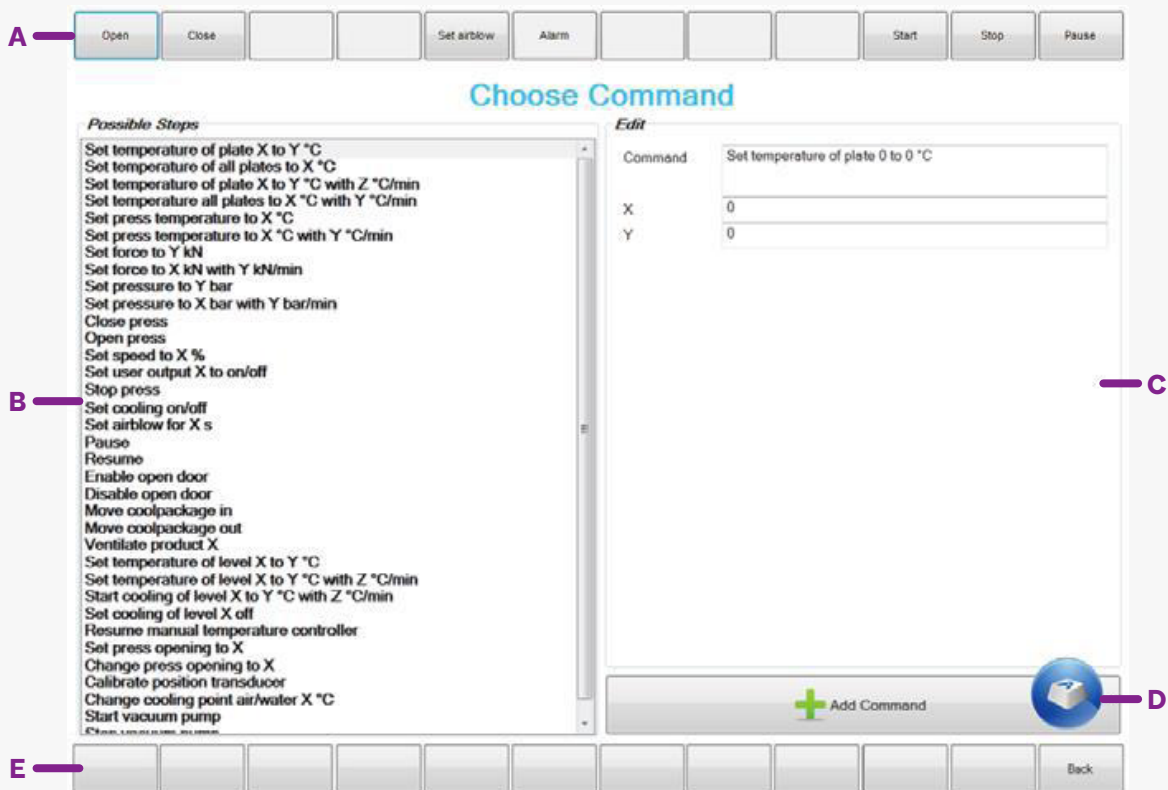 A
Open
Close
Set airblow
Alarm
Start
Stop
Pause
Choose Command
Possible Steps
Set temperature of plate X to Y °C
Set temperature of all plates to X °C
Set temperature of plate X to Y °C with Z °C/min
Set temperature all plates to X °C with Y °C/min
Set press temperature to X °C
Set press temperature to X °C with Y °C/min
Set force to Y kN
Set force to X kN with Y kN/min
Set pressure to Y bar
Set pressure to X bar with Y bar/min
Close press
Open press
Set speed to X %
Set user output X to on/off
Stop press
B
Set cooling on/off
Set airblow for X s
Pause
Resume
Enable open door
Disable open door
Move coolpackage in
Move coolpackage out
Ventilate product X
Set temperature of level X to Y °C
Set temperature of level X to Y °C with Z °C/min
Start cooling of level X to Y °C with Z °C/min
Set cooling of level X off
Resume manual temperature controller
Set press opening to X
Change press opening to X
Calibrate position transducer
Change cooling point air/water X °C
Start vacuum pump
Stop vacuum pump
Edit
Command
Set temperature of plate 0 to 0 °C
X
0
Y
0
C
Add Command
D
E
Back